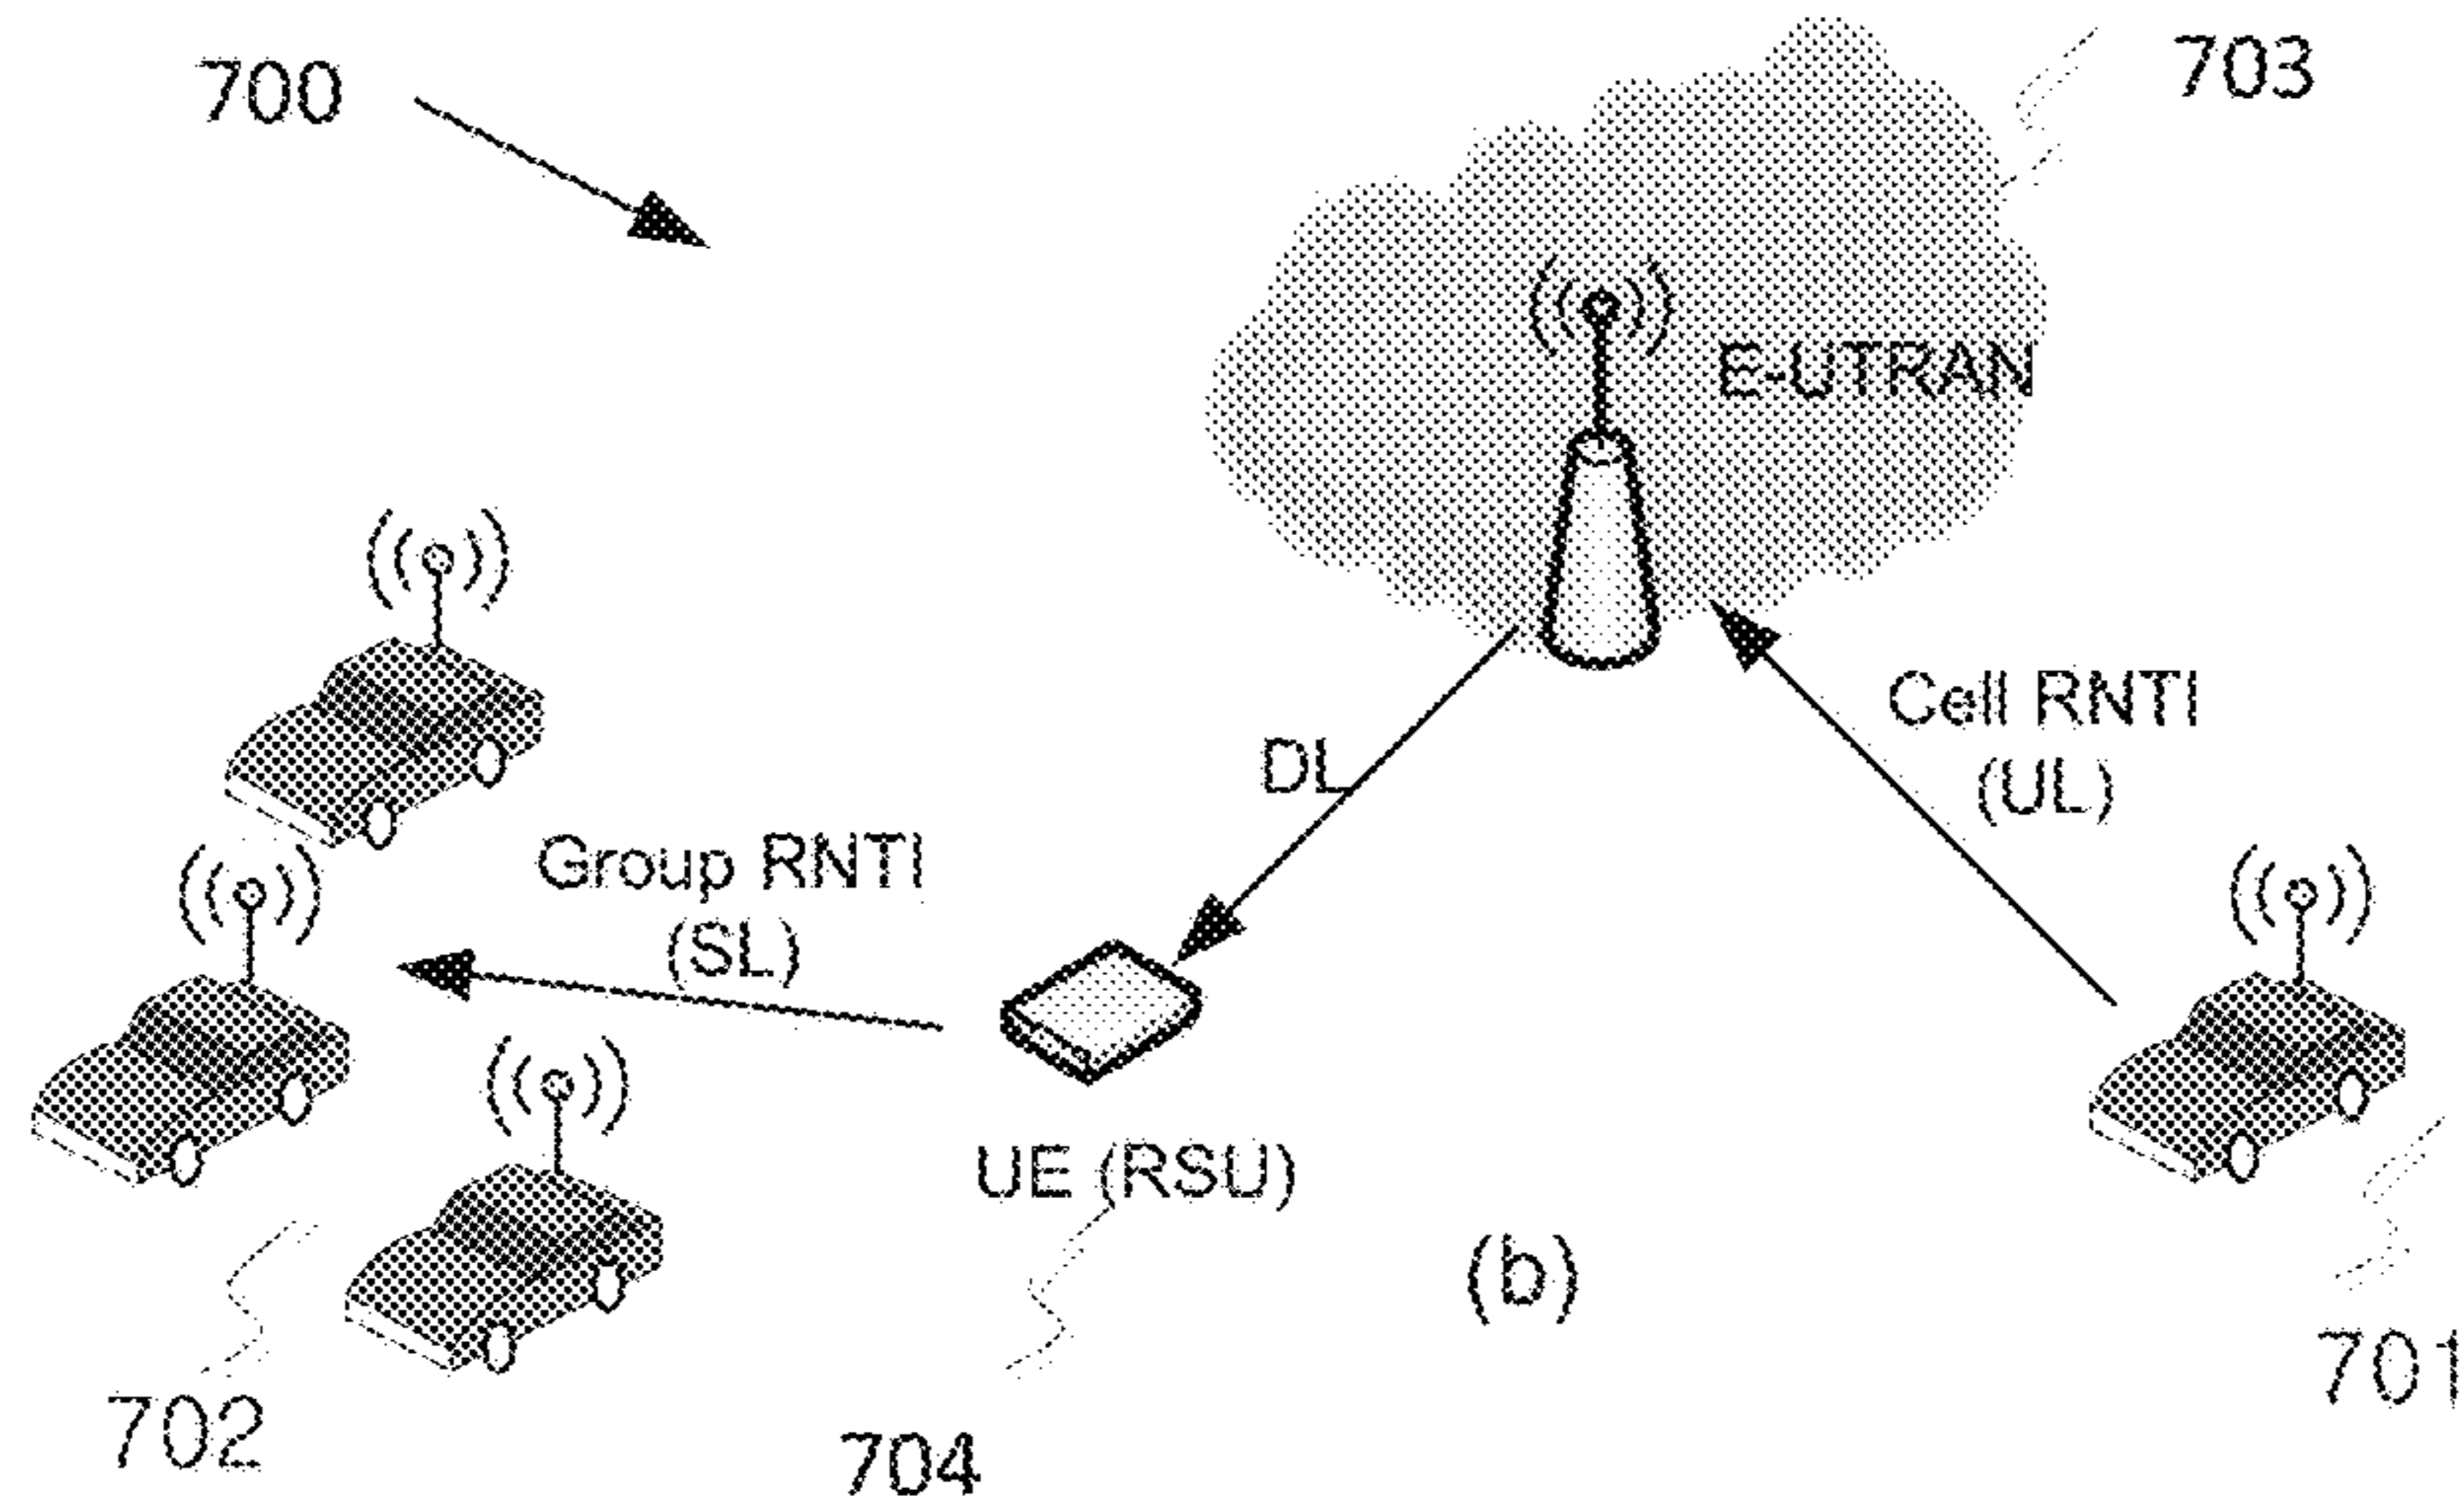 700
703
E-UTRAN
Cell RNTI
(UL)
DL
Group RNTI
(SL)
UE (RSU)
(b)
701
702
704